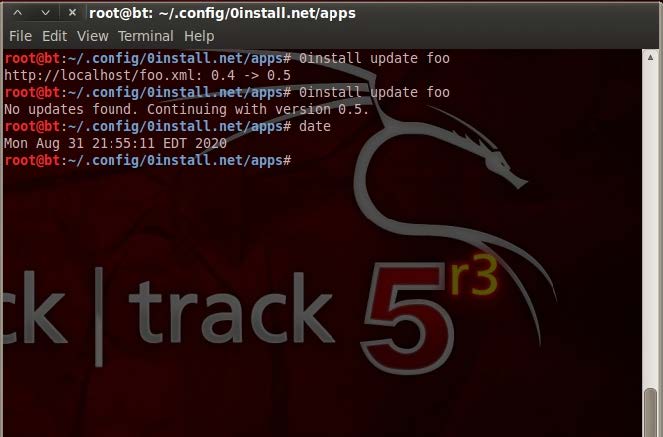 root@bt: ~/.config/0install.net/apps
File Edit View Terminal Help
root@bt:~/.config/0install.net/apps# 0install update foo
http://localhost/foo.xml: 0.4 -> 0.5
root@bt:~/.config/0install.net/apps# 0install update foo
No updates found. Continuing with version 0.5.
root@bt:~/.config/0install.net/apps# date
Mon Aug 31 21:55:11 EDT 2020
root@bt:~/.config/0install.net/apps#
ck | track 5 r3